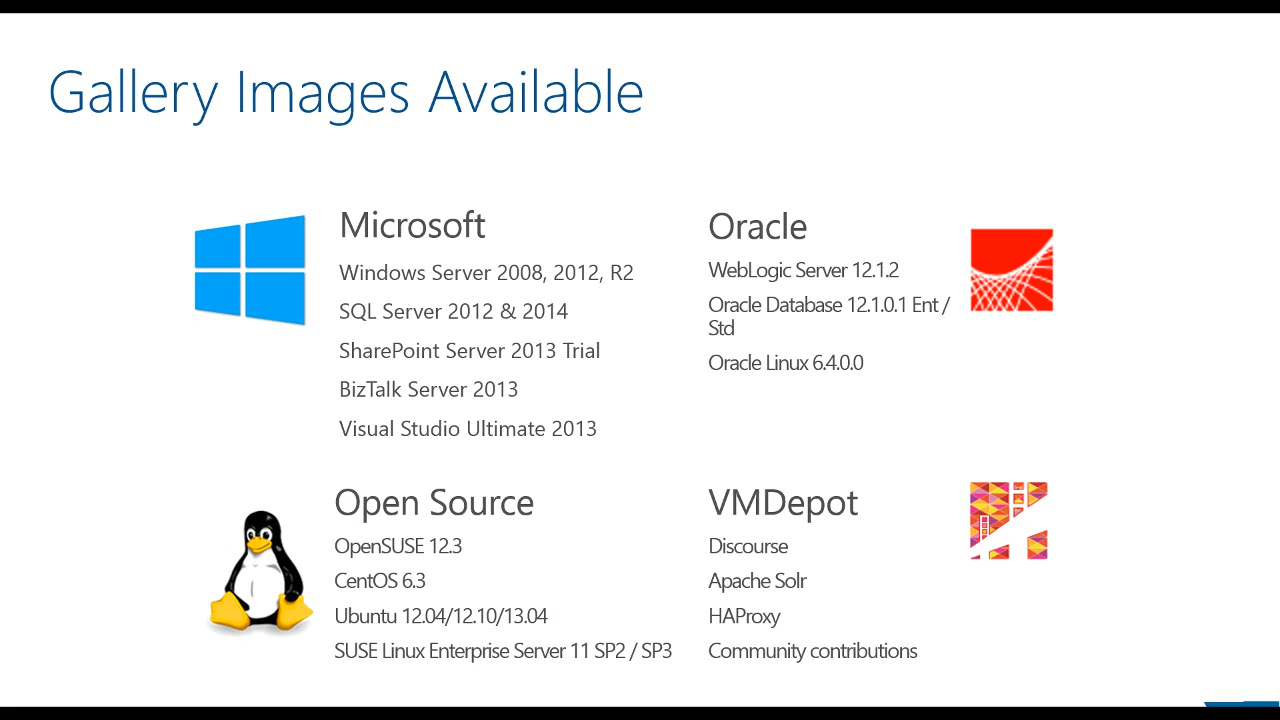 Gallery Images Available
Microsoft
Windows Server 2008, 2012, R2
SQL Server 2012 & 2014
SharePoint Server 2013 Trial
BizTalk Server 2013
Visual Studio Ultimate 2013
Oracle
WebLogic Server 12.1.2
Oracle Database 12.1.0.1 Ent /
Std
Oracle Linux 6.4.0.0
Open Source
OpenSUSE 12.3
CentOS 6.3
Ubuntu 12.04/12.10/13.04
SUSE Linux Enterprise Server 11 SP2 / SP3
VMDepot
Discourse
Apache Solr
HAProxy
Community contributions